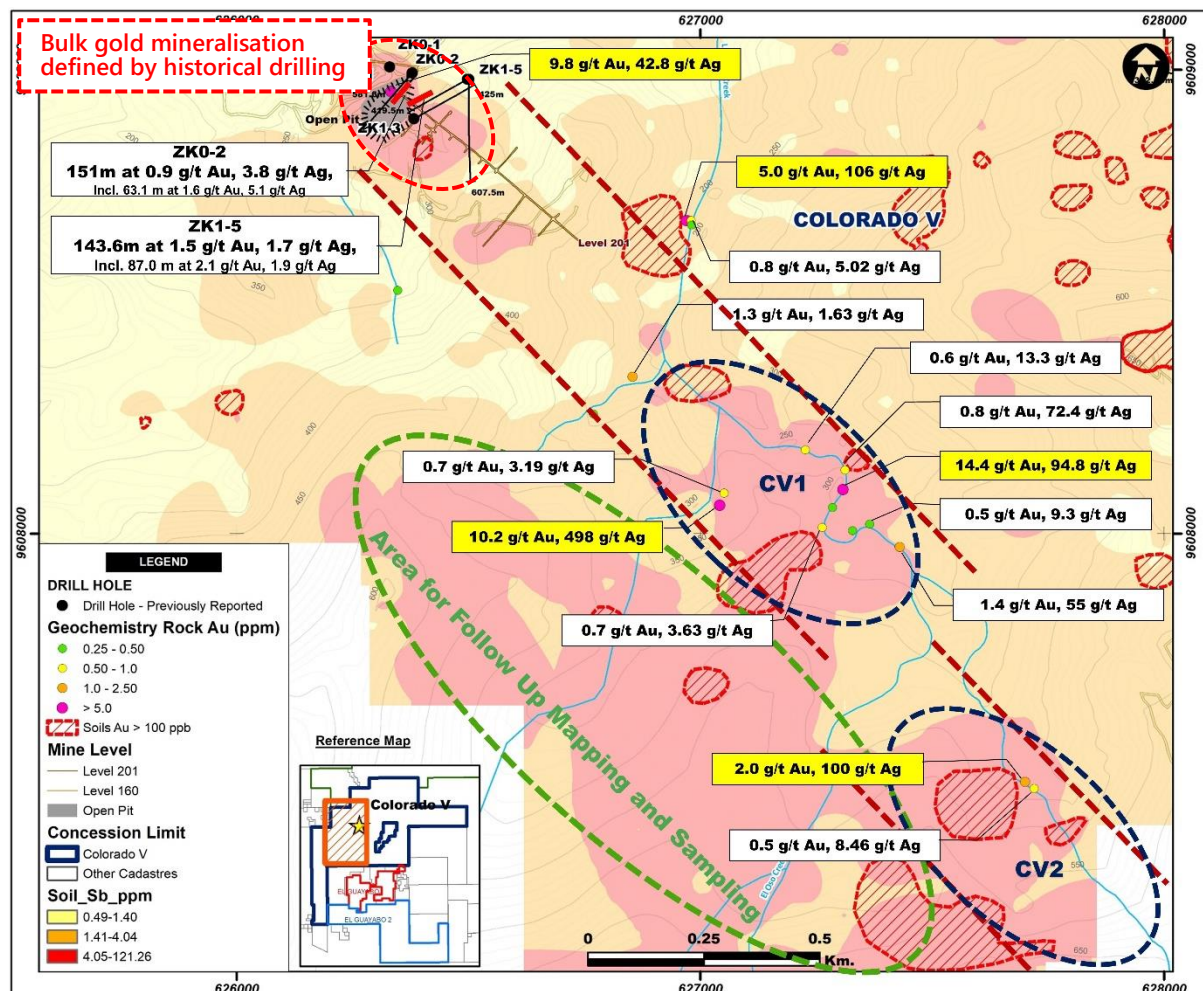 626000
627000
628000
Bulk gold mineralisation
defined by historical drilling
ZK0-1
ZK0-2
ZK1-5
9.8 g/t Au, 42.8 g/t Ag
9609000
9609000
425m
419.5m
Open Pit
ZK1-3
607.5m
Level 201
ZK0-2
151m at 0.9 g/t Au, 3.8 g/t Ag,
Incl. 63.1 m at 1.6 g/t Au, 5.1 g/t Ag
ZK1-5
143.6m at 1.5 g/t Au, 1.7 g/t Ag,
Incl. 87.0 m at 2.1 g/t Au, 1.9 g/t Ag
5.0 g/t Au, 106 g/t Ag
COLORADO V
0.8 g/t Au, 5.02 g/t Ag
1.3 g/t Au, 1.63 g/t Ag
0.6 g/t Au, 13.3 g/t Ag
0.8 g/t Au, 72.4 g/t Ag
0.7 g/t Au, 3.19 g/t Ag
CV1
14.4 g/t Au, 94.8 g/t Ag
0.5 g/t Au, 9.3 g/t Ag
10.2 g/t Au, 498 g/t Ag
9608000
9608000
1.4 g/t Au, 55 g/t Ag
0.7 g/t Au, 3.63 g/t Ag
Area for Follow Up Mapping and Sampling
2.0 g/t Au, 100 g/t Ag
0.5 g/t Au, 8.46 g/t Ag
CV2
El Oso Creek
LEGEND
DRILL HOLE
Drill Hole - Previously Reported
Geochemistry Rock Au (ppm)
0.25 - 0.50
0.50 - 1.0
1.0 - 2.50
> 5.0
Soils Au > 100 ppb
Mine Level
Level 201
Level 160
Open Pit
Concession Limit
Colorado V
Other Cadastres
Soil_Sb_ppm
0.49-1.40
1.41-4.04
4.05-121.26
Reference Map
Colorado V
EL GUAYABO 2
0 0.25 0.5
Km.
626000
627000
628000